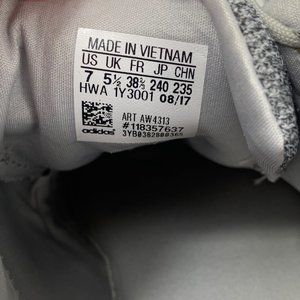 MADE IN VIETNAM
US UK FR JP CHN
7 5½ 38⅔ 240 235
HWA 1Y3001 08/17
ART AW4313
#118357637
adidas 3YB0382800365